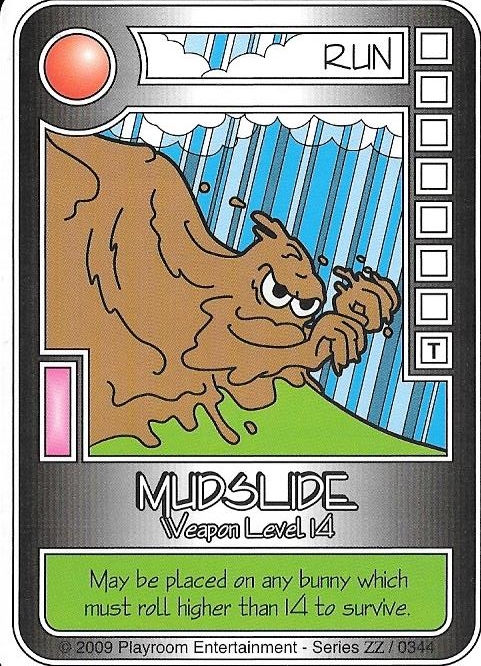 RUN
T
MUDSLIDE
Weapon Level 14
May be placed on any bunny which
must roll higher than 14 to survive.
© 2009 Playroom Entertainment - Series ZZ / 0344